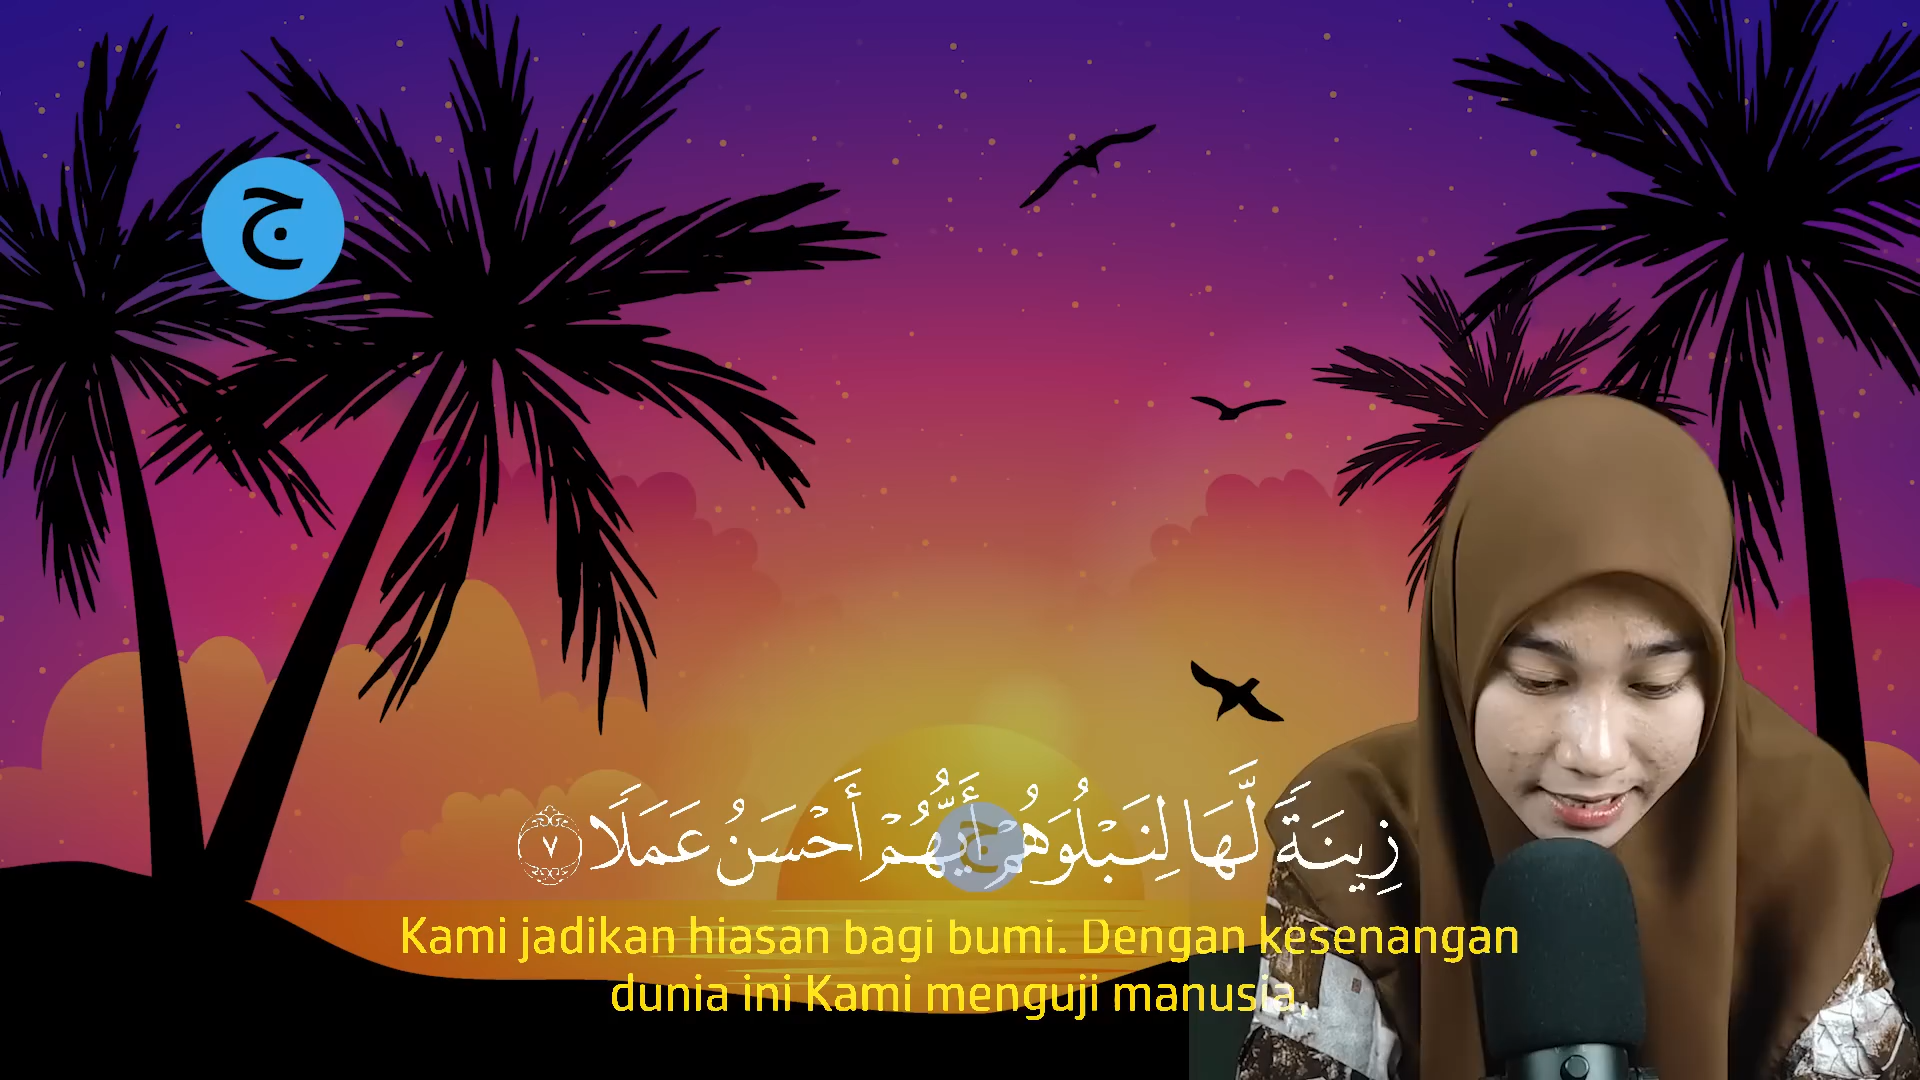 ج
زِينَةً لَّهَا لِنَبْلُوَهُمْ أَيُّهُمْ أَحْسَنُ عَمَلًا ٧
ج
Kami jadikan hiasan bagi bumi. Dengan kesenangan
dunia ini Kami menguji manusia,